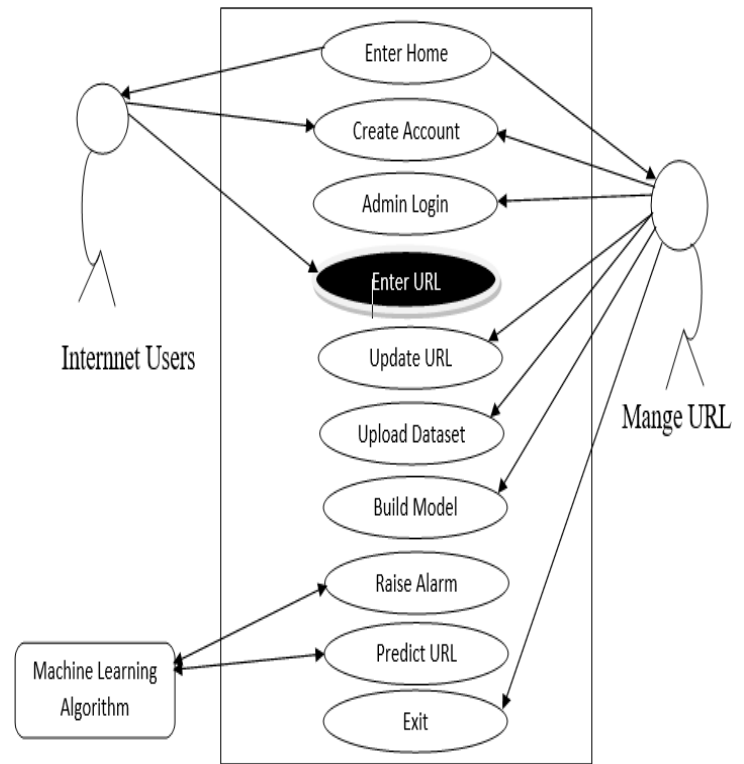 Enter Home
Create Account
Admin Login
Enter URL
Internnet Users
Update URL
Mange URL
Upload Dataset
Build Model
Raise Alarm
Machine Learning
Algorithm
Predict URL
Exit